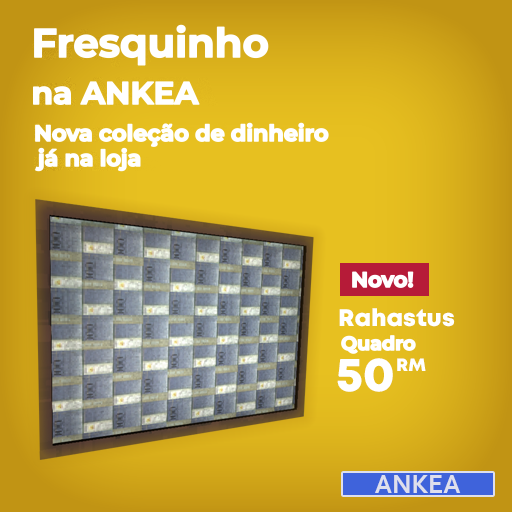 Fresquinho
na ANKEA
Nova coleção de dinheiro
já na loja
Novo!
Rahastus
Quadro
50 RM
ANKEA